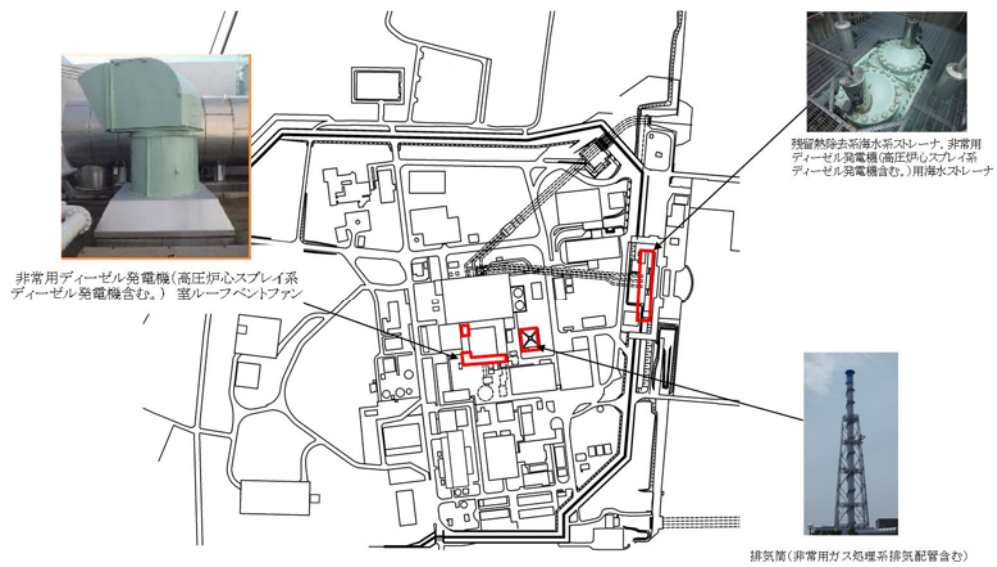 残留熱除去系海水系ストレーナ，非常用
ディーゼル発電機(高圧炉心スプレイ系
ディーゼル発電機含む。)用海水ストレーナ
非常用ディーゼル発電機(高圧炉心スプレイ系
ディーゼル発電機含む。) 室ルーフベントファン
排気筒(非常用ガス処理系排気配管含む)